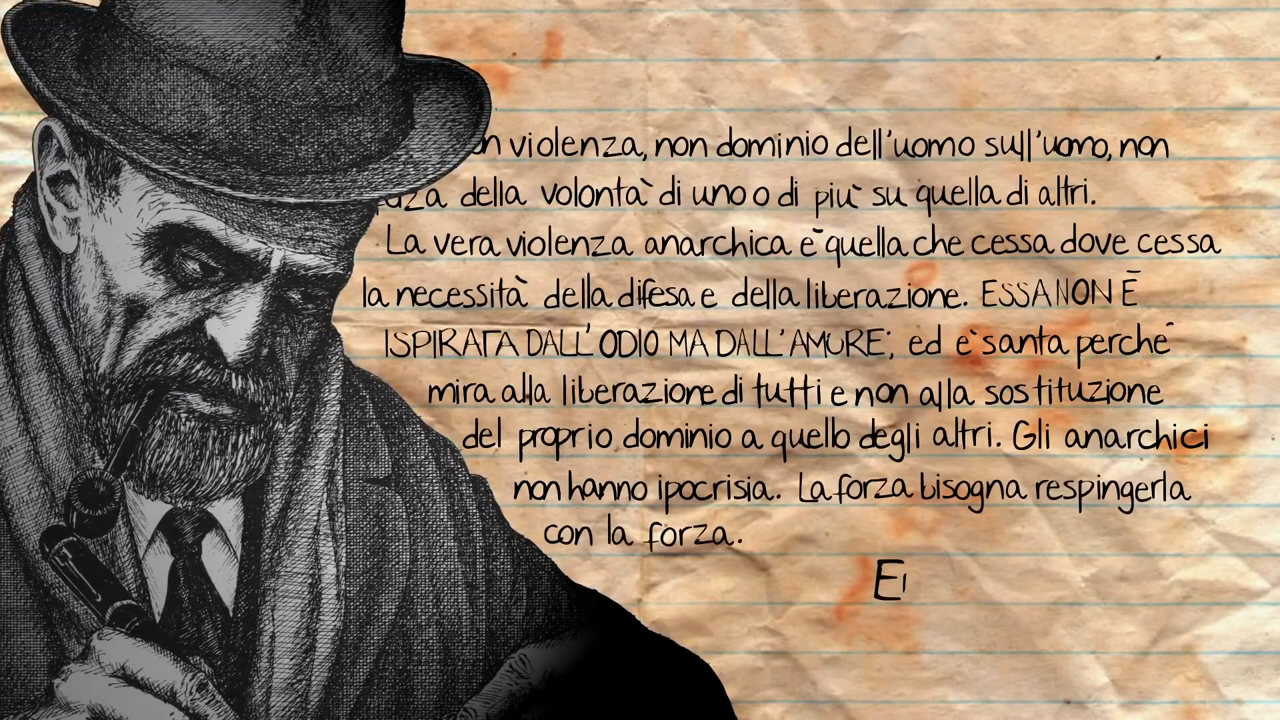 violenza, non dominio dell'uomo sull'uomo, non
della volontà di uno o di più su quella di altri.
La vera violenza anarchica è quella che cessa dove cessa
la necessità della difesa e della liberazione. ESSA NON È
ISPIRATA DALL'ODIO MA DALL'AMORE; ed è santa perché
mira alla liberazione di tutti e non alla sostituzione
del proprio dominio a quello degli altri. Gli anarchici
non hanno ipocrisia. La forza bisogna respingerla
con la forza.